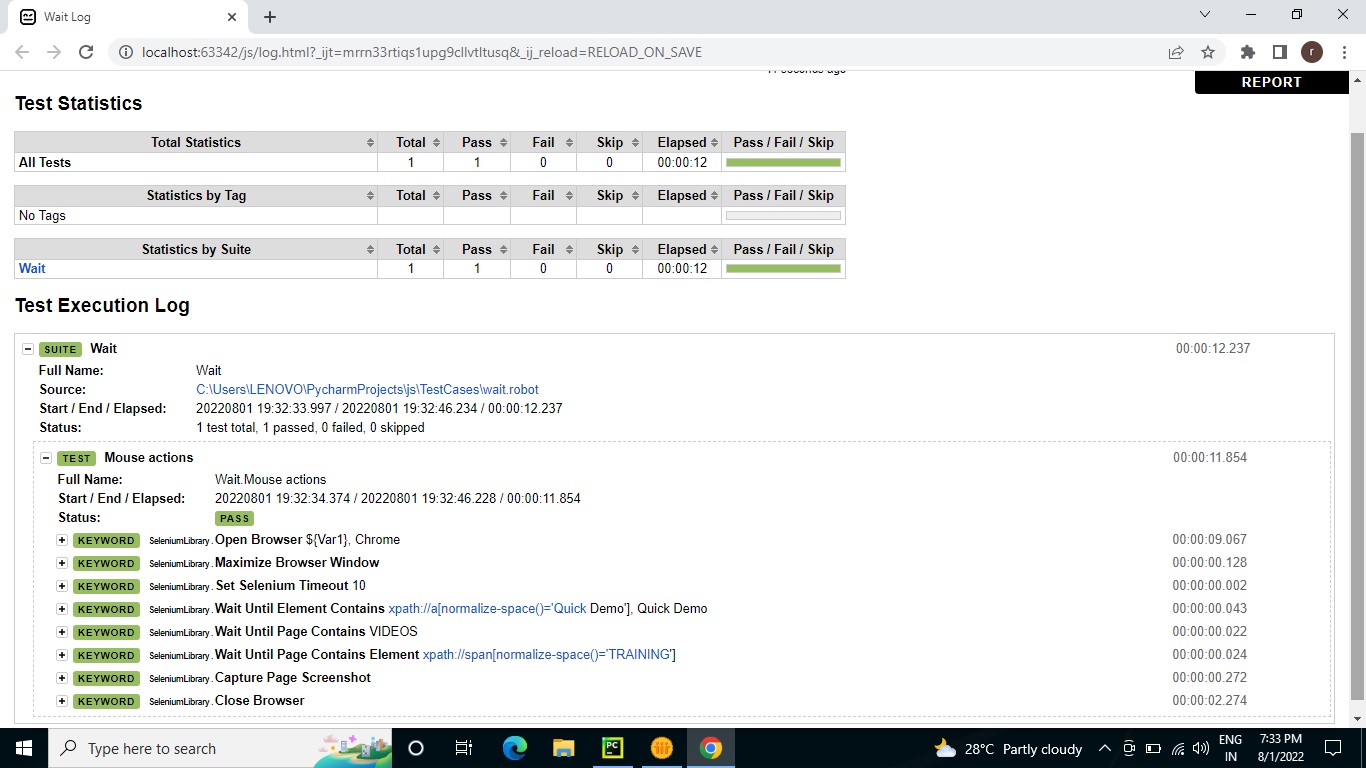 Wait Log
localhost:63342/js/log.html?_ijt=mrrn33rtiqs1upg9cllvtltusq&_ij_reload=RELOAD_ON_SAVE
r
seconds ago
REPORT
Test Statistics
Total Statistics Total Pass Fail Skip Elapsed Pass / Fail / Skip
All Tests 1 1 0 0 00:00:12
Statistics by Tag Total Pass Fail Skip Elapsed Pass / Fail / Skip
No Tags
Statistics by Suite Total Pass Fail Skip Elapsed Pass / Fail / Skip
Wait 1 1 0 0 00:00:12
Test Execution Log
SUITE Wait 00:00:12.237
Full Name: Wait
Source: C:\Users\LENOVO\PycharmProjects\js\TestCases\wait.robot
Start / End / Elapsed: 20220801 19:32:33.997 / 20220801 19:32:46.234 / 00:00:12.237
Status: 1 test total, 1 passed, 0 failed, 0 skipped
TEST Mouse actions 00:00:11.854
Full Name: Wait.Mouse actions
Start / End / Elapsed: 20220801 19:32:34.374 / 20220801 19:32:46.228 / 00:00:11.854
Status: PASS
KEYWORD SeleniumLibrary. Open Browser ${Var1}, Chrome 00:00:09.067
KEYWORD SeleniumLibrary. Maximize Browser Window 00:00:00.128
KEYWORD SeleniumLibrary. Set Selenium Timeout 10 00:00:00.002
KEYWORD SeleniumLibrary. Wait Until Element Contains xpath://a[normalize-space()='Quick Demo'], Quick Demo 00:00:00.043
KEYWORD SeleniumLibrary. Wait Until Page Contains VIDEOS 00:00:00.022
KEYWORD SeleniumLibrary. Wait Until Page Contains Element xpath://span[normalize-space()='TRAINING'] 00:00:00.024
KEYWORD SeleniumLibrary. Capture Page Screenshot 00:00:00.272
KEYWORD SeleniumLibrary. Close Browser 00:00:02.274
Type here to search
PC
28°C Partly cloudy
ENG
IN
7:33 PM
8/1/2022